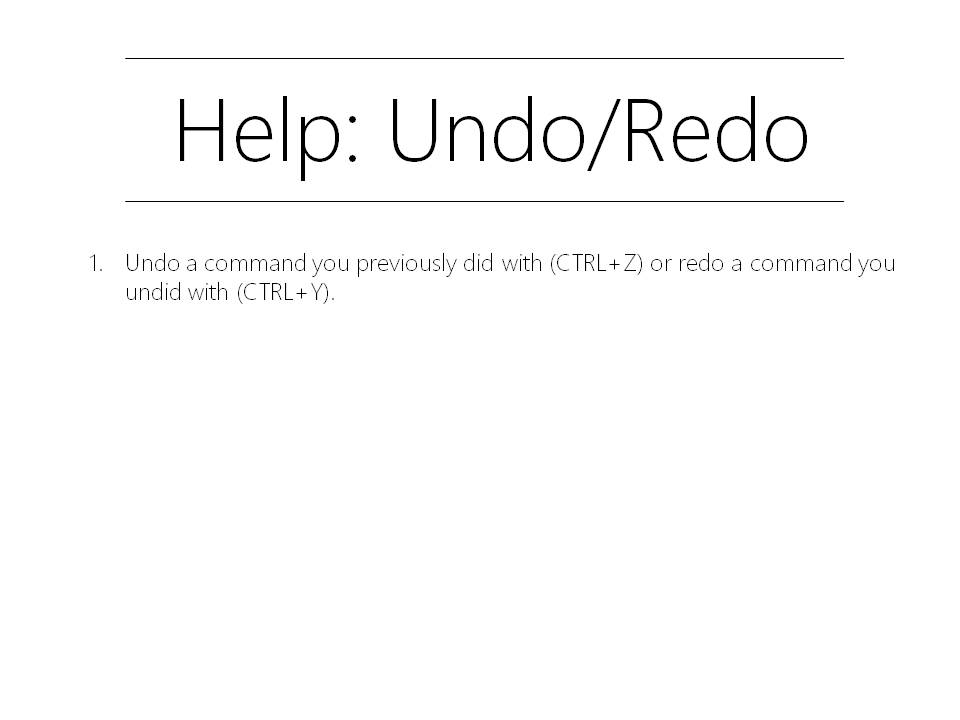 Help: Undo/Redo
1. Undo a command you previously did with (CTRL+Z) or redo a command you
undid with (CTRL+Y).